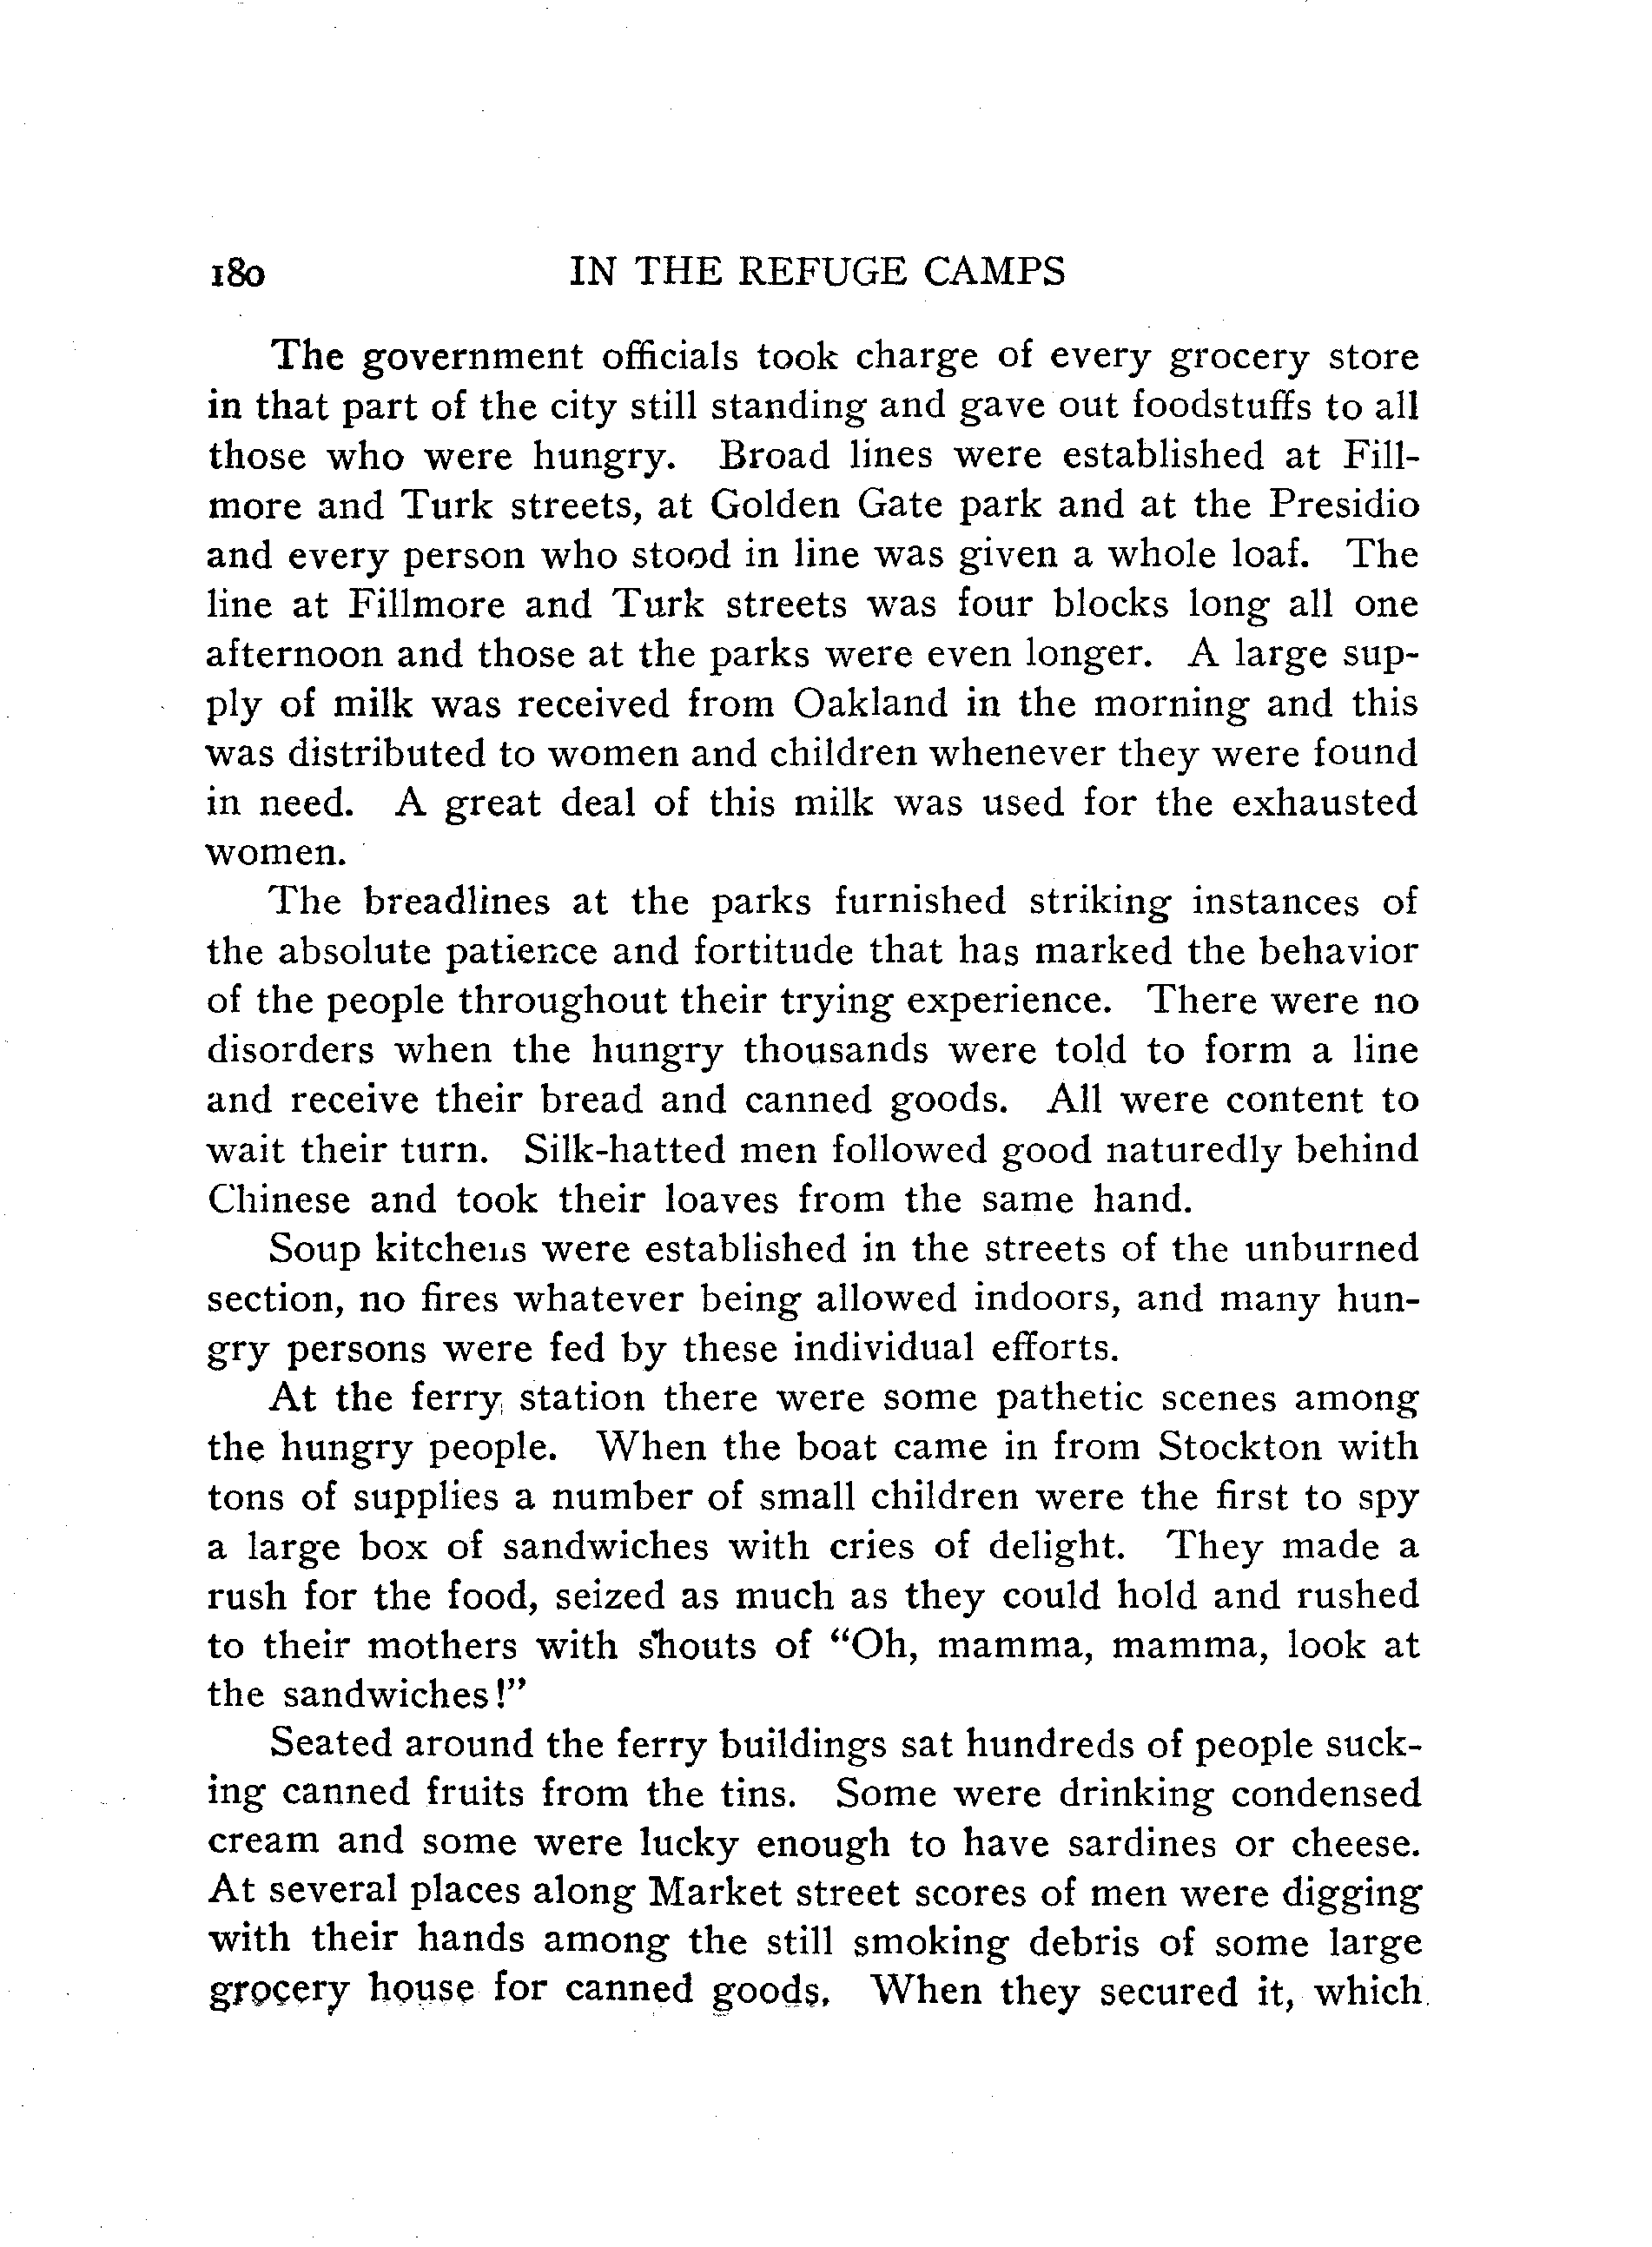 180 IN THE REFUGE CAMPS
The government officials took charge of every grocery store
in that part of the city still standing and gave out foodstuffs to all
those who were hungry. Broad lines were established at Fill-
more and Turk streets, at Golden Gate park and at the Presidio
and every person who stood in line was given a whole loaf. The
line at Fillmore and Turk streets was four blocks long all one
afternoon and those at the parks were even longer. A large sup-
ply of milk was received from Oakland in the morning and this
was distributed to women and children whenever they were found
in need. A great deal of this milk was used for the exhausted
women.
The breadlines at the parks furnished striking instances of
the absolute patience and fortitude that has marked the behavior
of the people throughout their trying experience. There were no
disorders when the hungry thousands were told to form a line
and receive their bread and canned goods. All were content to
wait their turn. Silk-hatted men followed good naturedly behind
Chinese and took their loaves from the same hand.
Soup kitchens were established in the streets of the unburned
section, no fires whatever being allowed indoors, and many hun-
gry persons were fed by these individual efforts.
At the ferry station there were some pathetic scenes among
the hungry people. When the boat came in from Stockton with
tons of supplies a number of small children were the first to spy
a large box of sandwiches with cries of delight. They made a
rush for the food, seized as much as they could hold and rushed
to their mothers with shouts of "Oh, mamma, mamma, look at
the sandwiches!"
Seated around the ferry buildings sat hundreds of people suck-
ing canned fruits from the tins. Some were drinking condensed
cream and some were lucky enough to have sardines or cheese.
At several places along Market street scores of men were digging
with their hands among the still smoking debris of some large
grocery house for canned goods. When they secured it, which